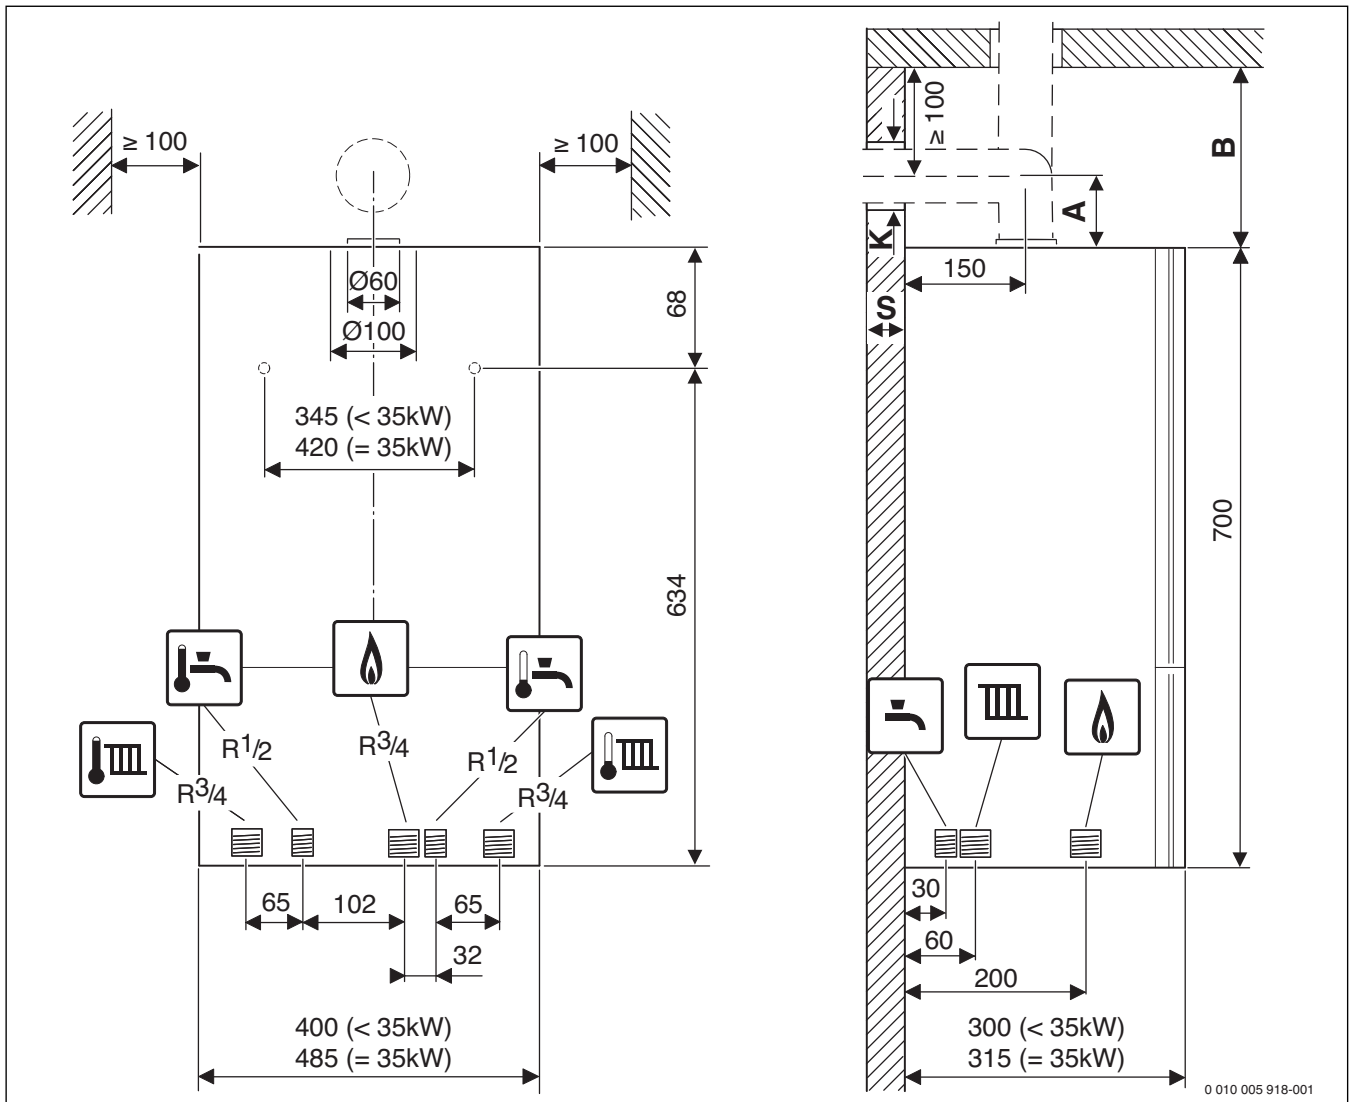 ≥ 100
≥ 100
Ø60
Ø100
68
345 (< 35kW)
420 (= 35kW)
634
R1/2
R3/4
R3/4
R1/2
R3/4
65
102
65
32
400 (< 35kW)
485 (= 35kW)
≥ 100
B
A
K
150
S
700
30
60
200
300 (< 35kW)
315 (= 35kW)
0 010 005 918-001